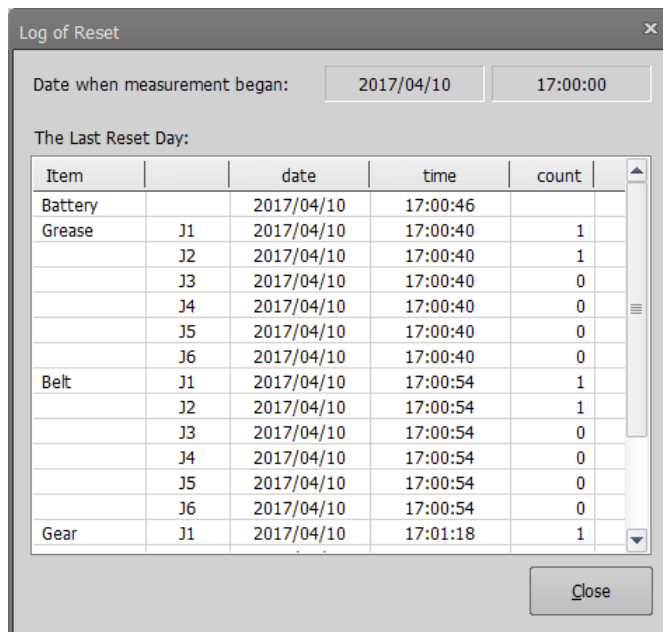 Log of Reset
Date when measurement began: 2017/04/10 17:00:00
The Last Reset Day:
Item date time count
Battery 2017/04/10 17:00:46
Grease J1 2017/04/10 17:00:40 1
J2 2017/04/10 17:00:40 1
J3 2017/04/10 17:00:40 0
J4 2017/04/10 17:00:40 0
J5 2017/04/10 17:00:40 0
J6 2017/04/10 17:00:40 0
Belt J1 2017/04/10 17:00:54 1
J2 2017/04/10 17:00:54 1
J3 2017/04/10 17:00:54 0
J4 2017/04/10 17:00:54 0
J5 2017/04/10 17:00:54 0
J6 2017/04/10 17:00:54 0
Gear J1 2017/04/10 17:01:18 1
Close